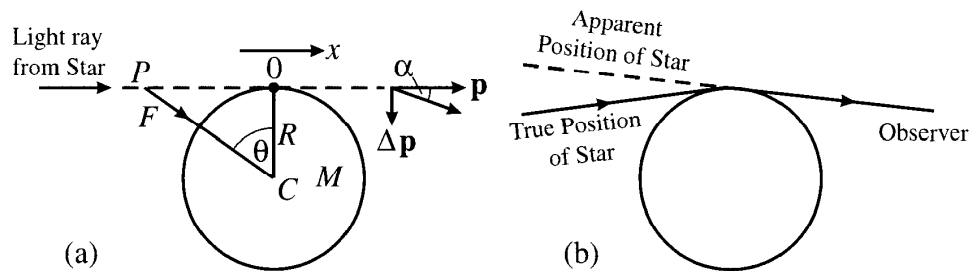 Light ray
from Star
P
F
0
x
θ
R
C
M
α
p
Δp
(a)
Apparent
Position of Star
True Position
of Star
Observer
(b)